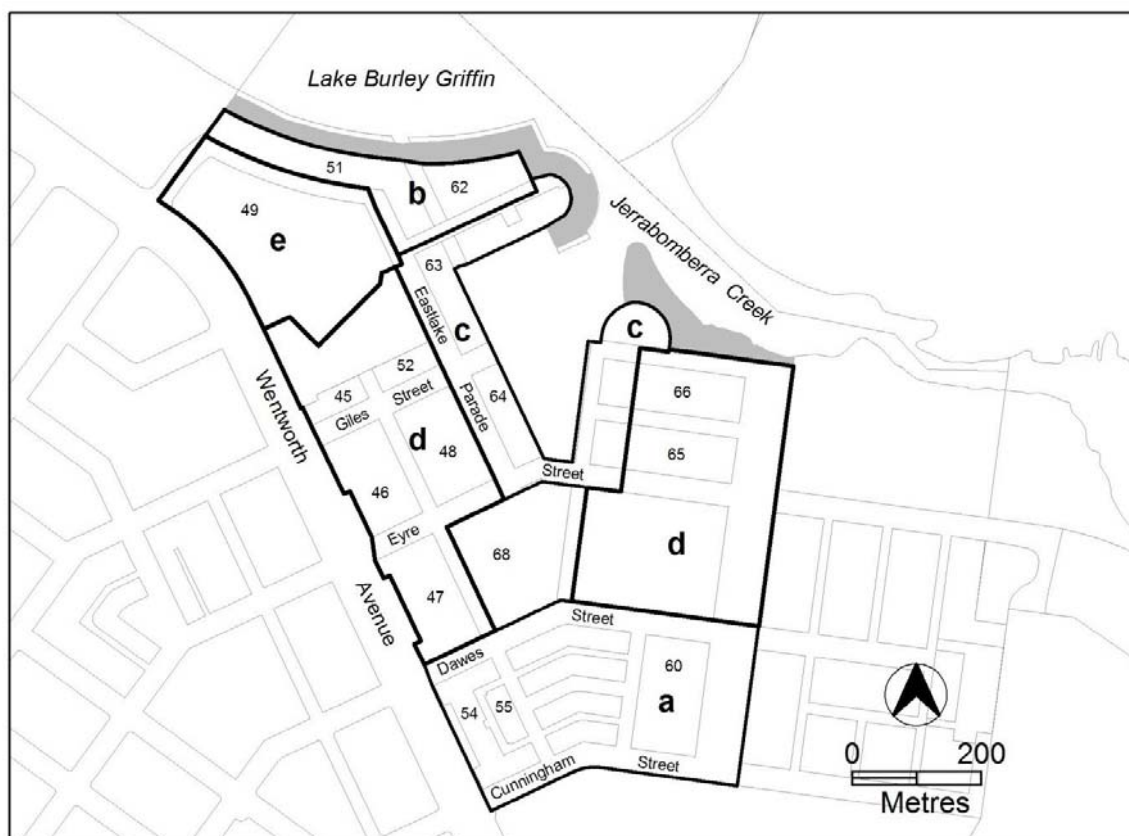 Lake Burley Griffin
51
b
62
49
e
Jerrabomberra Creek
63
Eastlake
c
c
52
45
Street
Giles
Parade
64
66
Wentworth
d
48
65
46
Street
Eyre
68
d
47
Avenue
Street
Dawes
60
55
54
a
Cunningham
Street
0 200
Metres